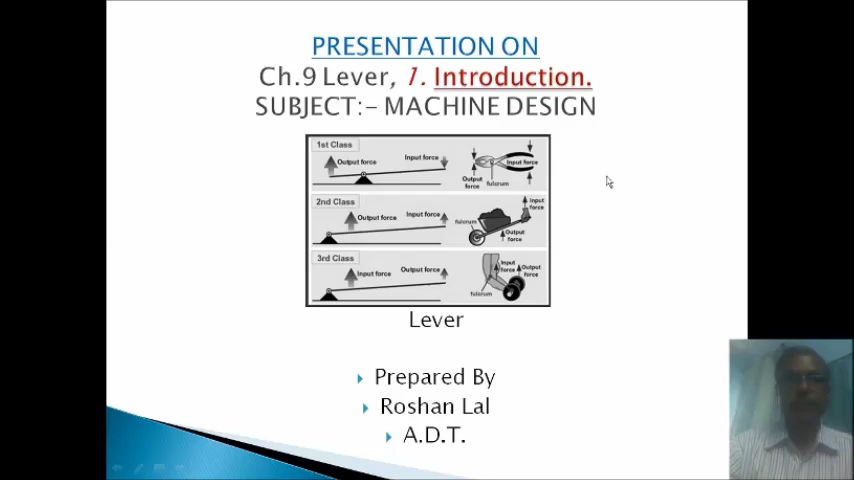 PRESENTATION ON
Ch.9 Lever, 1. Introduction.
SUBJECT:- MACHINE DESIGN
1st Class
Output force
Input force
Input force
Output force
fulcrum
2nd Class
Output force
Input force
Input force
fulcrum
Output force
3rd Class
Input force
Output force
Input force
Output force
fulcrum
Lever
Prepared By
Roshan Lal
A.D.T.